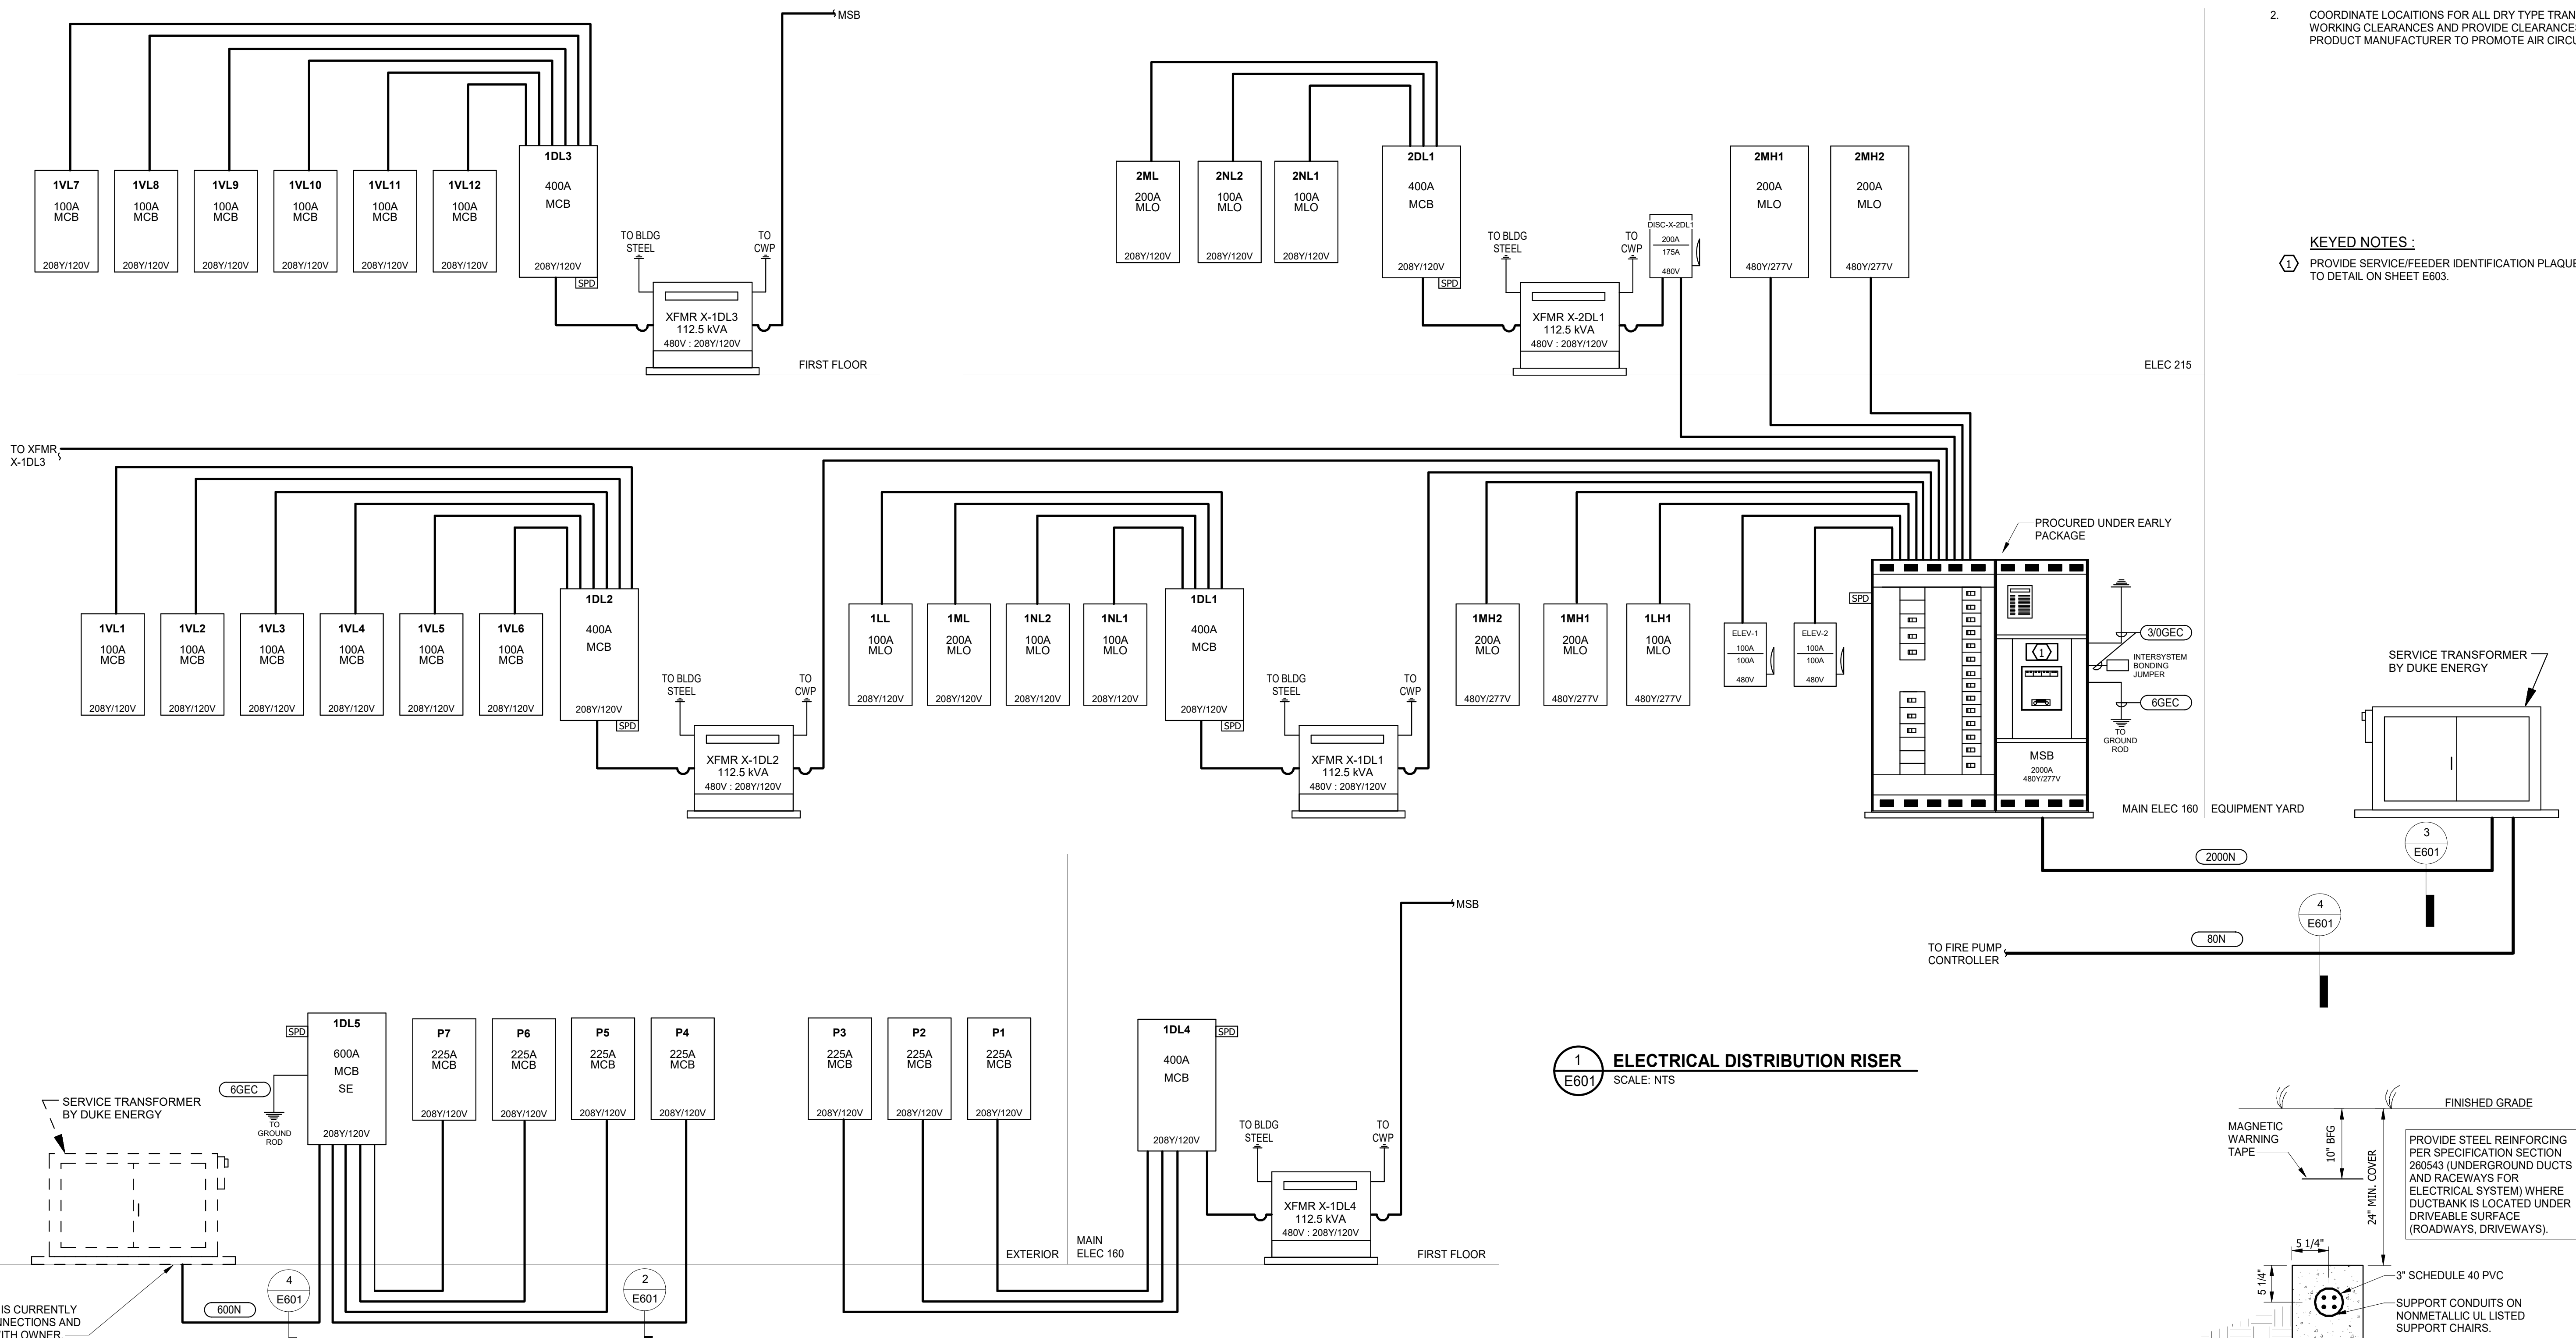 MSB
1VL7
100A
MCB
208Y/120V
1VL8
100A
MCB
208Y/120V
1VL9
100A
MCB
208Y/120V
1VL10
100A
MCB
208Y/120V
1VL11
100A
MCB
208Y/120V
1VL12
100A
MCB
208Y/120V
1DL3
400A
MCB
208Y/120V
SPD
TO BLDG
STEEL
TO
CWP
XFMR X-1DL3
112.5 kVA
480V : 208Y/120V
FIRST FLOOR
2ML
200A
MLO
208Y/120V
2NL2
100A
MLO
208Y/120V
2NL1
100A
MLO
208Y/120V
2DL1
400A
MCB
208Y/120V
SPD
TO BLDG
STEEL
TO
CWP
XFMR X-2DL1
112.5 kVA
480V : 208Y/120V
DISC-X-2DL1
200A
175A
480V
2MH1
200A
MLO
480Y/277V
2MH2
200A
MLO
480Y/277V
ELEC 215
2. COORDINATE LOCAITIONS FOR ALL DRY TYPE TRAN
WORKING CLEARANCES AND PROVIDE CLEARANCE
PRODUCT MANUFACTURER TO PROMOTE AIR CIRCU
KEYED NOTES :
1 PROVIDE SERVICE/FEEDER IDENTIFICATION PLAQUE
TO DETAIL ON SHEET E603.
TO XFMR
X-1DL3
1VL1
100A
MCB
208Y/120V
1VL2
100A
MCB
208Y/120V
1VL3
100A
MCB
208Y/120V
1VL4
100A
MCB
208Y/120V
1VL5
100A
MCB
208Y/120V
1VL6
100A
MCB
208Y/120V
1DL2
400A
MCB
208Y/120V
SPD
TO BLDG
STEEL
TO
CWP
XFMR X-1DL2
112.5 kVA
480V : 208Y/120V
1LL
100A
MLO
208Y/120V
1ML
200A
MLO
208Y/120V
1NL2
100A
MLO
208Y/120V
1NL1
100A
MLO
208Y/120V
1DL1
400A
MCB
208Y/120V
SPD
TO BLDG
STEEL
TO
CWP
XFMR X-1DL1
112.5 kVA
480V : 208Y/120V
1MH2
200A
MLO
480Y/277V
1MH1
200A
MLO
480Y/277V
1LH1
100A
MLO
480Y/277V
ELEV-1
100A
100A
480V
ELEV-2
100A
100A
480V
SPD
PROCURED UNDER EARLY
PACKAGE
1
MSB
2000A
480Y/277V
3/0GEC
INTERSYSTEM
BONDING
JUMPER
6GEC
TO
GROUND
ROD
MAIN ELEC 160
EQUIPMENT YARD
SERVICE TRANSFORMER
BY DUKE ENERGY
2000N
3
E601
4
E601
80N
TO FIRE PUMP
CONTROLLER
MSB
SERVICE TRANSFORMER
BY DUKE ENERGY
6GEC
TO
GROUND
ROD
SPD
1DL5
600A
MCB
SE
208Y/120V
P7
225A
MCB
208Y/120V
P6
225A
MCB
208Y/120V
P5
225A
MCB
208Y/120V
P4
225A
MCB
208Y/120V
P3
225A
MCB
208Y/120V
P2
225A
MCB
208Y/120V
P1
225A
MCB
208Y/120V
1DL4
400A
MCB
208Y/120V
SPD
TO BLDG
STEEL
TO
CWP
XFMR X-1DL4
112.5 kVA
480V : 208Y/120V
EXTERIOR
MAIN
ELEC 160
FIRST FLOOR
IS CURRENTLY
NNECTIONS AND
ITH OWNER.
600N
4
E601
2
E601
1
E601
ELECTRICAL DISTRIBUTION RISER
SCALE: NTS
FINISHED GRADE
MAGNETIC
WARNING
TAPE
10" BFG
24" MIN. COVER
PROVIDE STEEL REINFORCING
PER SPECIFICATION SECTION
260543 (UNDERGROUND DUCTS
AND RACEWAYS FOR
ELECTRICAL SYSTEM) WHERE
DUCTBANK IS LOCATED UNDER
DRIVEABLE SURFACE
(ROADWAYS, DRIVEWAYS).
5 1/4"
5 1/4"
3" SCHEDULE 40 PVC
SUPPORT CONDUITS ON
NONMETALLIC UL LISTED
SUPPORT CHAIRS.